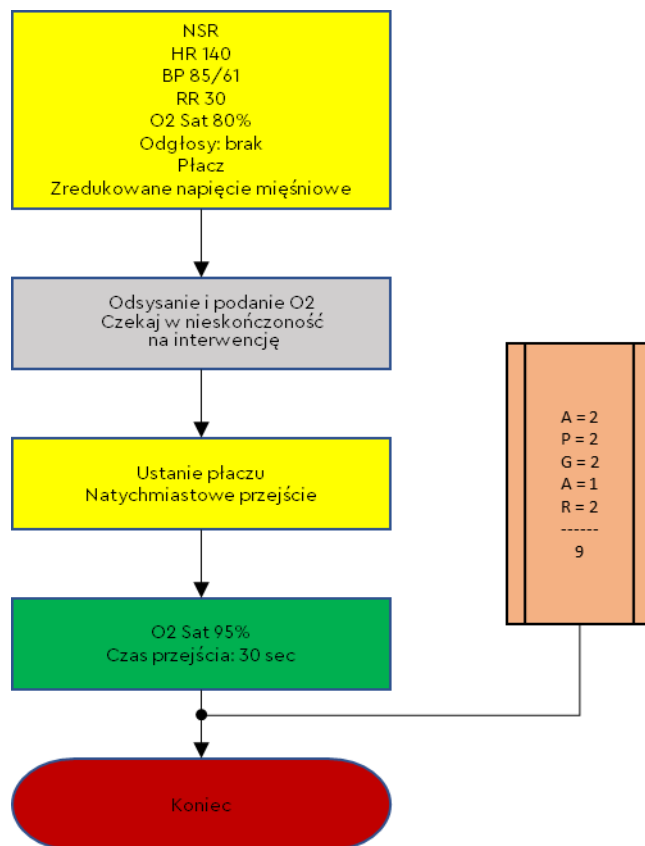 NSR
HR 140
BP 85/61
RR 30
O2 Sat 80%
Odgłosy: brak
Płacz
Zredukowane napięcie mięśniowe
Odsysanie i podanie O2
Czekaj w nieskończoność
na interwencję
Ustanie płaczu
Natychmiastowe przejście
O2 Sat 95%
Czas przejścia: 30 sec
A = 2
P = 2
G = 2
A = 1
R = 2
------
9
Koniec